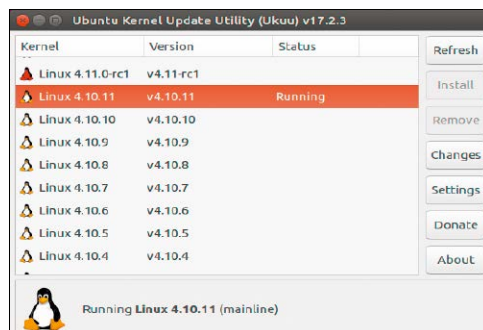 Ubuntu Kernel Update Utility (Ukuu) v17.2.3
Kernel Version Status
Linux 4.11.0-rc1 v4.11-rc1
Linux 4.10.11 v4.10.11 Running
Linux 4.10.10 v4.10.10
Linux 4.10.9 v4.10.9
Linux 4.10.8 v4.10.8
Linux 4.10.7 v4.10.7
Linux 4.10.6 v4.10.6
Linux 4.10.5 v4.10.5
Linux 4.10.4 v4.10.4
Refresh
Install
Remove
Changes
Settings
Donate
About
Running Linux 4.10.11 (mainline)